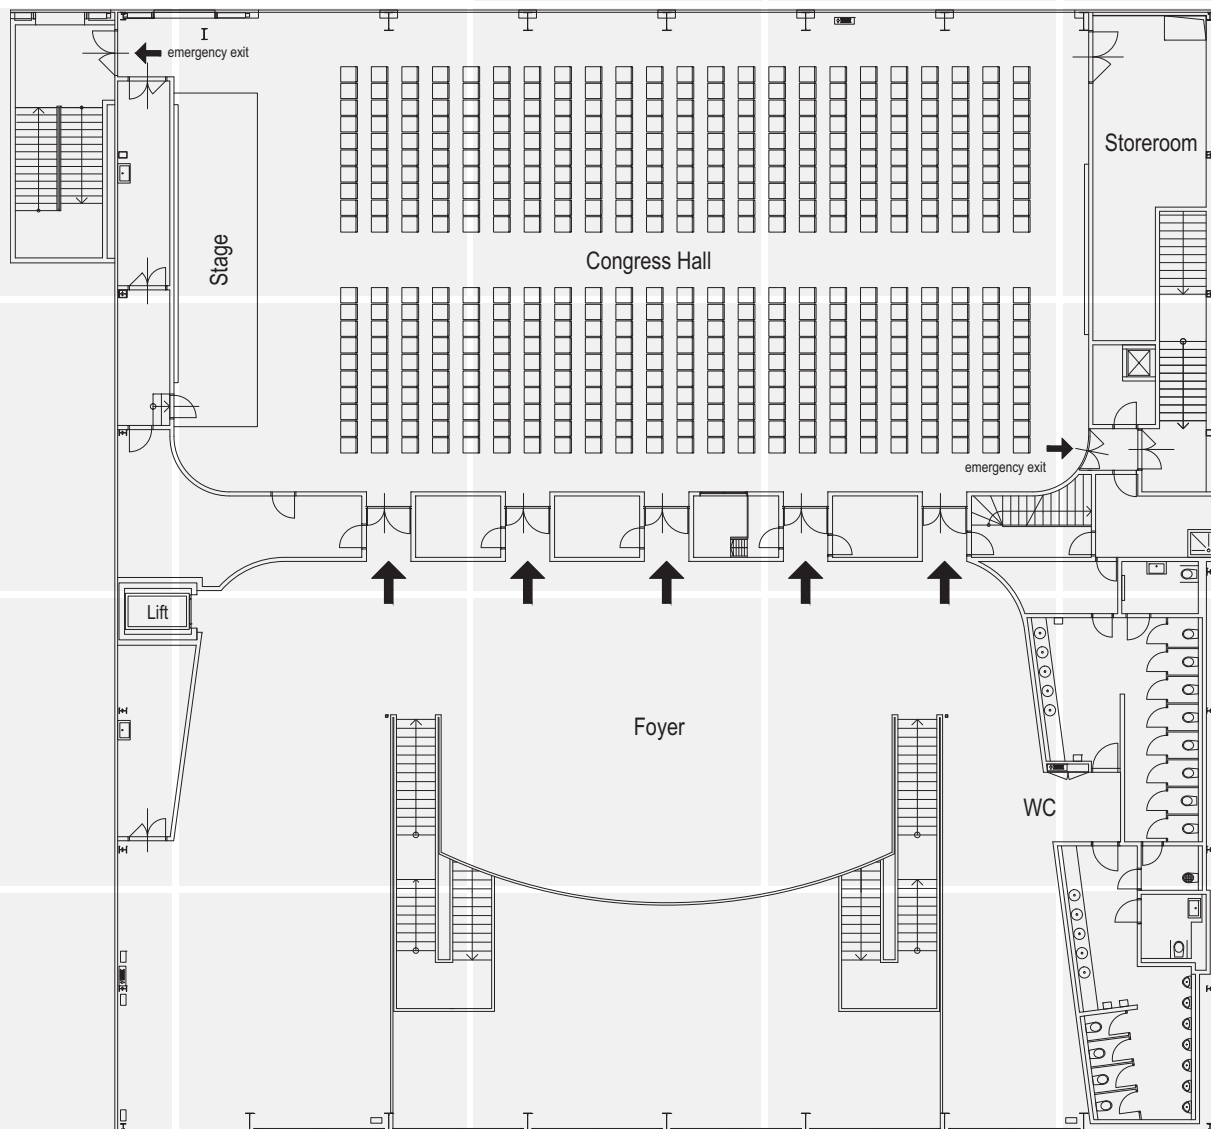 emergency exit
Storeroom
Stage
Congress Hall
emergency exit
Lift
Foyer
WC